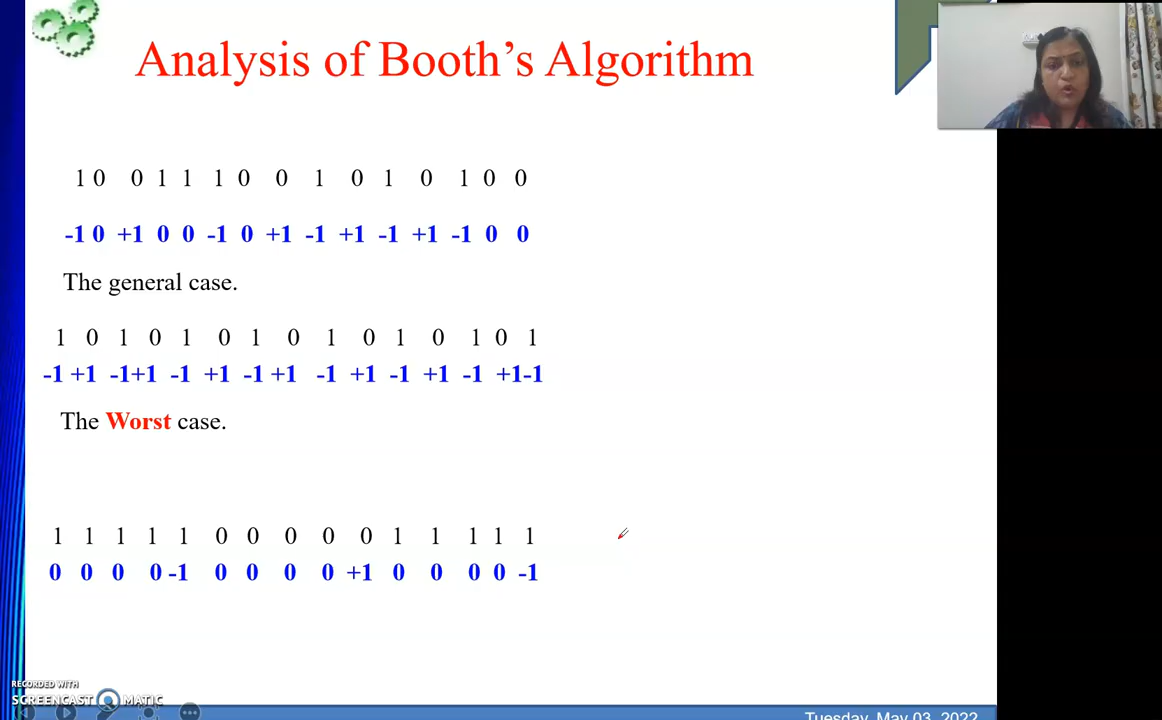 Analysis of Booth's Algorithm
1 0 0 1 1 1 0 0 1 0 1 0 1 0 0
-1 0 +1 0 0 -1 0 +1 -1 +1 -1 +1 -1 0 0
The general case.
1 0 1 0 1 0 1 0 1 0 1 0 1 0 1
-1 +1 -1+1 -1 +1 -1 +1 -1 +1 -1 +1 -1 +1-1
The Worst case.
1 1 1 1 1 0 0 0 0 0 1 1 1 1 1
0 0 0 0 -1 0 0 0 0 +1 0 0 0 0 -1
RECORDED WITH
SCREENCAST MATIC
Tuesday, May 03, 2022